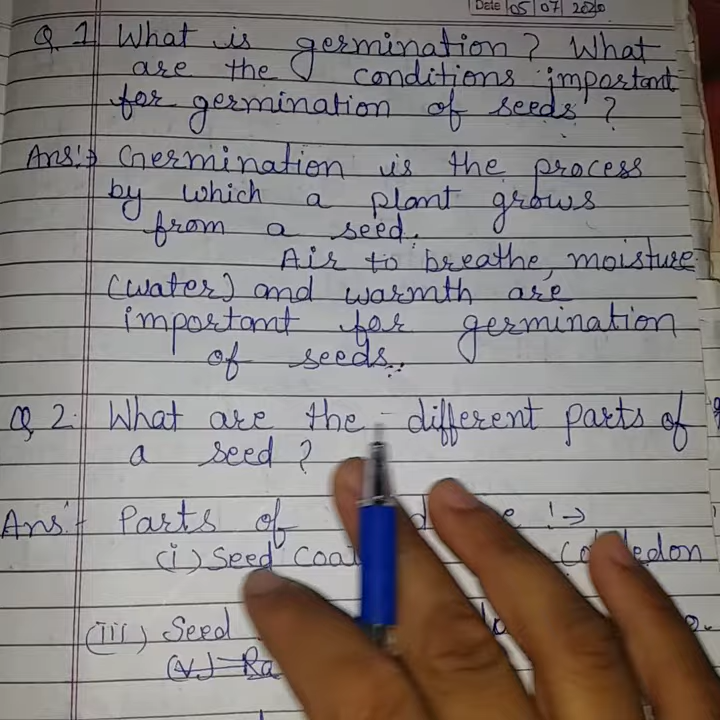 Date 05 07 2020
Q.1 What is germination? What
are the conditions important
for germination of seeds?
Ans:→ Germination is the process
by which a plant grows
from a seed.
Air to breathe, moisture
(water) and warmth are
important for germination
of seeds.
Q 2. What are the different parts of
a seed?
Ans:- Parts of
(i) Seed Coat
(iii) Seed
(v)